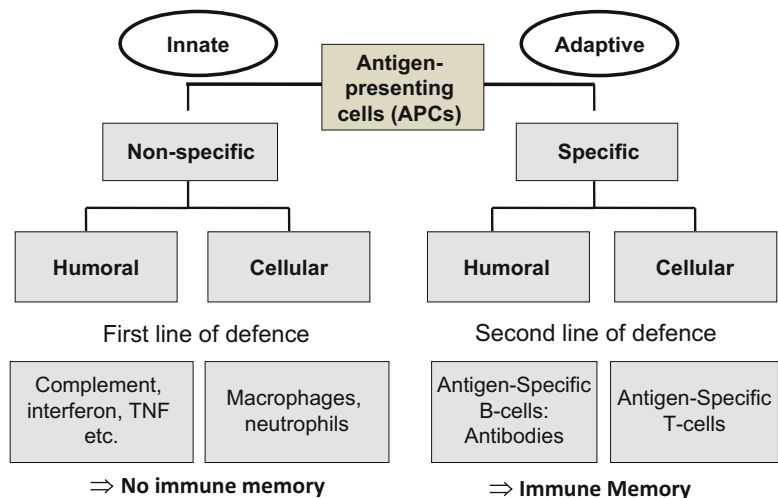 Innate
Adaptive
Antigen-
presenting
cells (APCs)
Non-specific
Specific
Humoral
Cellular
Humoral
Cellular
First line of defence
Second line of defence
Complement,
interferon, TNF
etc.
Macrophages,
neutrophils
Antigen-Specific
B-cells:
Antibodies
Antigen-Specific
T-cells
⇒ No immune memory
⇒ Immune Memory